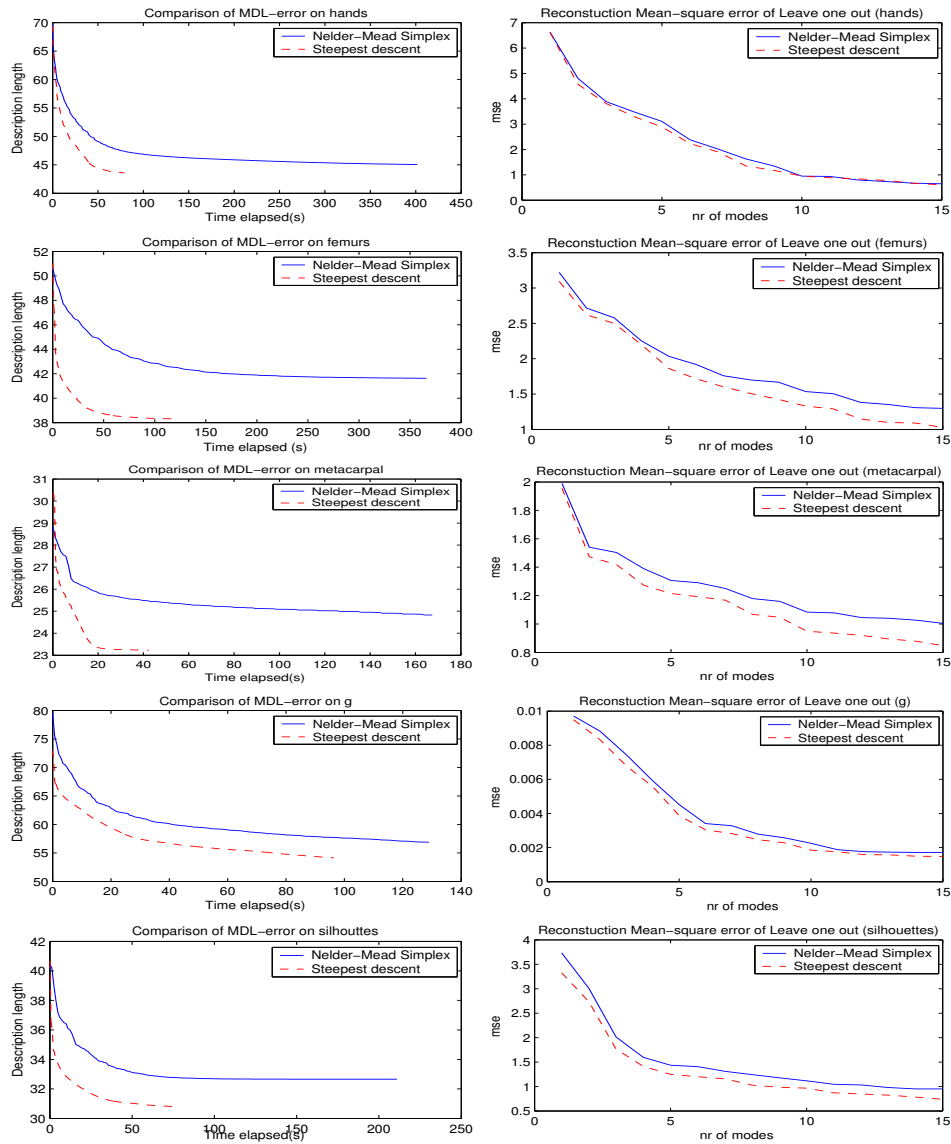 Comparison of MDL−error on hands
Nelder−Mead Simplex
Steepest descent
Description length
70
65
60
55
50
45
40
0 50 100 150 200 250 300 350 400 450
Time elapsed(s)
Reconstuction Mean−square error of Leave one out (hands)
Nelder−Mead Simplex
Steepest descent
mse
7
6
5
4
3
2
1
0
0 5 10 15
nr of modes
Comparison of MDL−error on femurs
Nelder−Mead Simplex
Steepest descent
Description length
52
50
48
46
44
42
40
38
0 50 100 150 200 250 300 350 400
Time elapsed (s)
Reconstuction Mean−square error of Leave one out (femurs)
Nelder−Mead Simplex
Steepest descent
mse
3.5
3
2.5
2
1.5
1
0 5 10 15
nr of modes
Comparison of MDL−error on metacarpal
Nelder−Mead Simplex
Steepest descent
Description length
31
30
29
28
27
26
25
24
23
0 20 40 60 80 100 120 140 160 180
Time elapsed(s)
Reconstuction Mean−square error of Leave one out (metacarpal)
Nelder−Mead Simplex
Steepest descent
mse
2
1.8
1.6
1.4
1.2
1
0.8
0 5 10 15
nr of modes
Comparison of MDL−error on g
Nelder−Mead Simplex
Steepest descent
Description length
80
75
70
65
60
55
50
0 20 40 60 80 100 120 140
Time elapsed(s)
Reconstuction Mean−square error of Leave one out (g)
Nelder−Mead Simplex
Steepest descent
mse
0.01
0.008
0.006
0.004
0.002
0
0 5 10 15
nr of modes
Comparison of MDL−error on silhouttes
Nelder−Mead Simplex
Steepest descent
Description length
42
40
38
36
34
32
30
0 50 100 150 200 250
Time elapsed(s)
Reconstuction Mean−square error of Leave one out (silhouettes)
Nelder−Mead Simplex
Steepest descent
mse
4
3.5
3
2.5
2
1.5
1
0.5
0 5 10 15
nr of modes